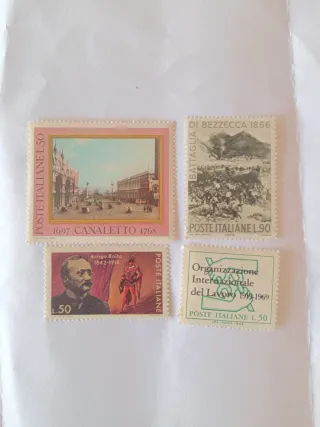 POSTE ITALIANE L.50
1697 CANALETTO 1768
BATTAGLIA
DI BEZZECCA 1866
POSTE ITALIANE L.90
Arrigo Boito
1842-1918
POSTE ITALIANE
L.50
Organizzazione
Internazionale
del Lavoro 1919-1969
POSTE ITALIANE L.50